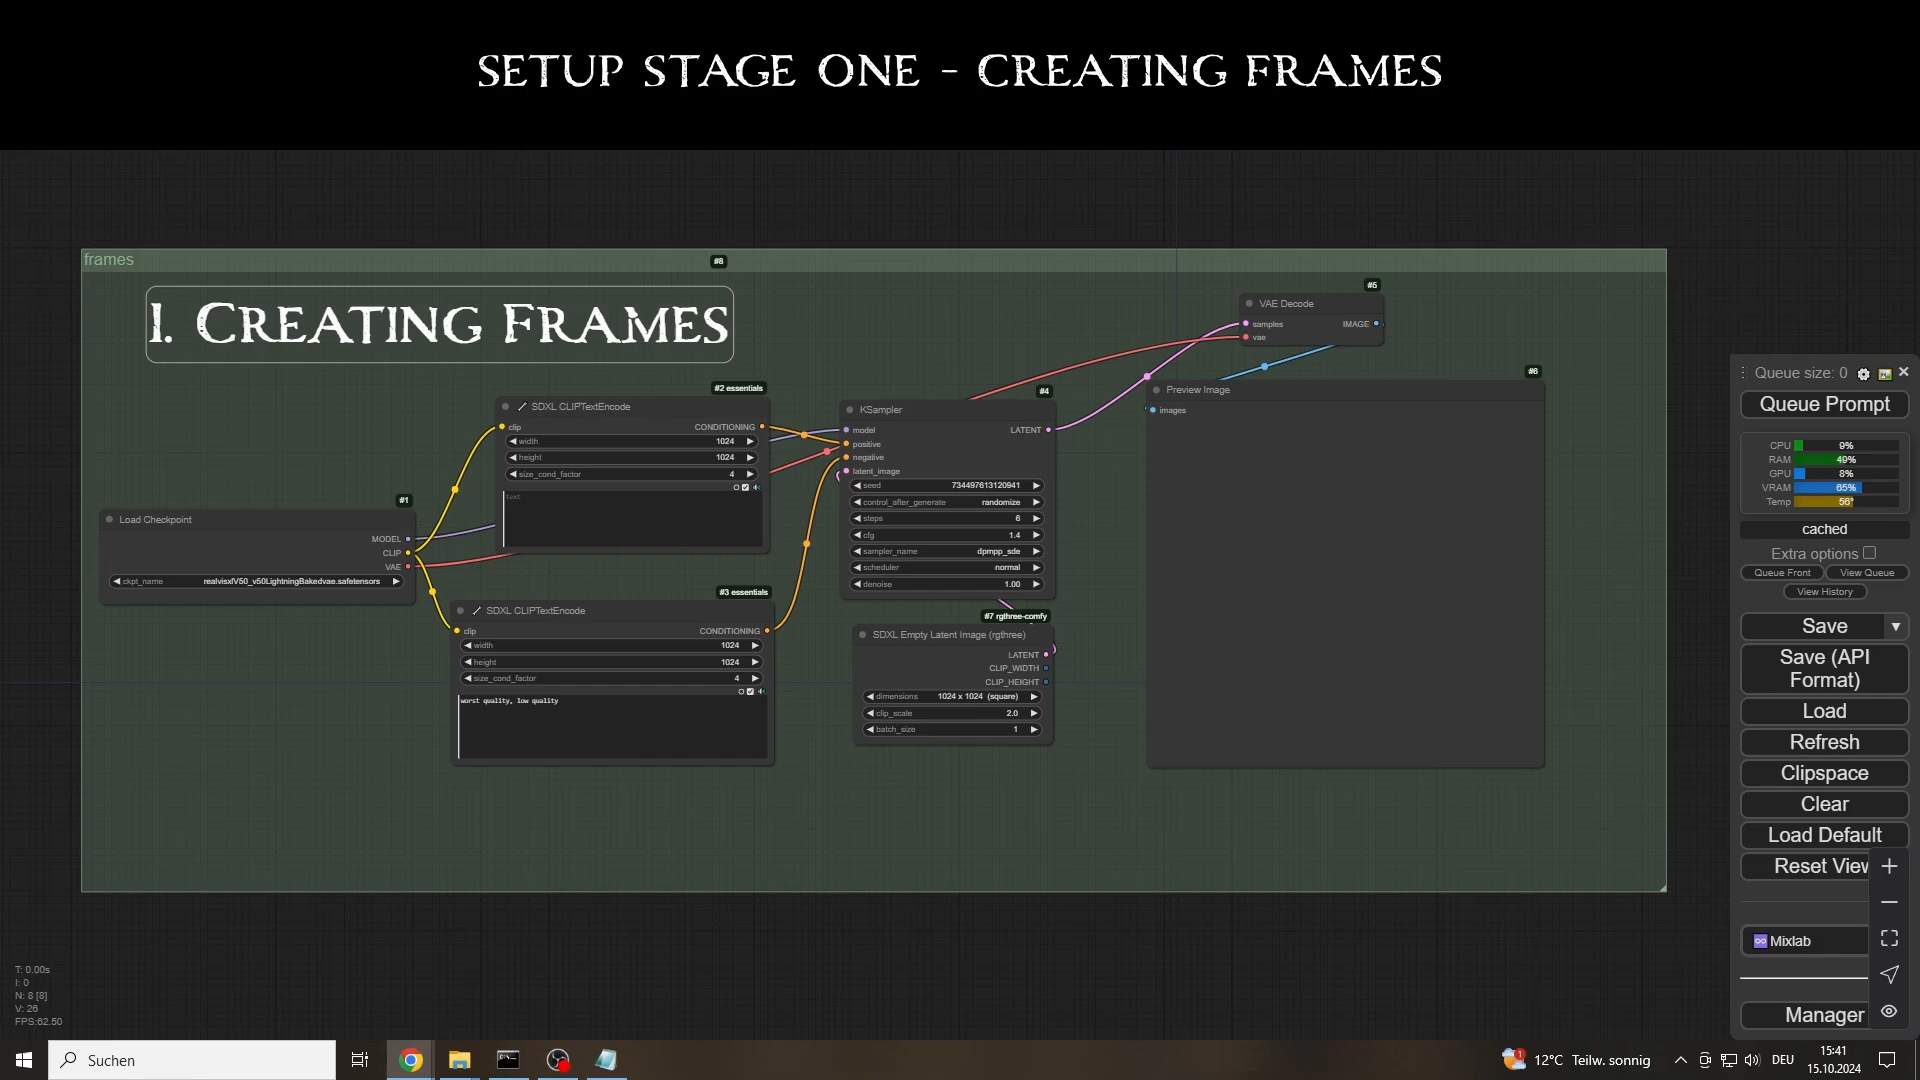 SETUP STAGE ONE - CREATING FRAMES
frames
#8
1. CREATING FRAMES
#5
VAE Decode
samples IMAGE
vae
#6
Preview Image
images
#2 essentials
SDXL CLIPTextEncode
clip CONDITIONING
width 1024
height 1024
size_cond_factor 4
text
#4
KSampler
model LATENT
positive
negative
latent_image
seed 734497613120941
control_after_generate randomize
steps 6
cfg 1.4
sampler_name dpmpp_sde
scheduler normal
denoise 1.00
#1
Load Checkpoint
MODEL
CLIP
VAE
ckpt_name realvisxlV50_v50LightningBakedvae.safetensors
#3 essentials
SDXL CLIPTextEncode
clip CONDITIONING
width 1024
height 1024
size_cond_factor 4
worst quality, low quality
#7 rgthree-comfy
SDXL Empty Latent Image (rgthree)
LATENT
CLIP_WIDTH
CLIP_HEIGHT
dimensions 1024 x 1024 (square)
clip_scale 2.0
batch_size 1
Queue size: 0
Queue Prompt
CPU 9%
RAM 49%
GPU 8%
VRAM 65%
Temp 56°
cached
Extra options
Queue Front View Queue
View History
Save
Save (API
Format)
Load
Refresh
Clipspace
Clear
Load Default
Reset View
Mixlab
Manager
T: 0.00s
I: 0
N: 8 [8]
V: 26
FPS:62.50
Suchen
1
12°C Teilw. sonnig
DEU
15:41
15.10.2024